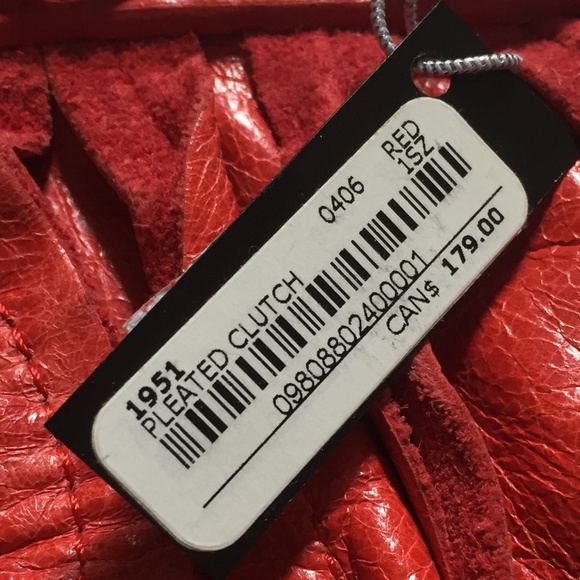 1951
PLEATED CLUTCH
0406 RED
1SZ
09808802400001
CAN$ 179.00